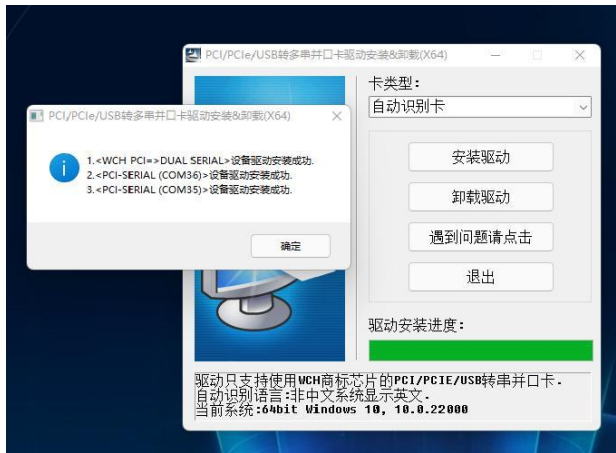 PCI/PCIe/USB转多串并口卡驱动安装&卸载(X64)
卡类型:
自动识别卡
安装驱动
卸载驱动
遇到问题请点击
退出
驱动安装进度:
驱动只支持使用WCH商标芯片的PCI/PCIE/USB转串并口卡.
自动识别语言:非中文系统显示英文.
当前系统:64bit Windows 10, 10.0.22000
PCI/PCIe/USB转多串并口卡驱动安装&卸载(X64)
1.<WCH PCI=>DUAL SERIAL>设备驱动安装成功.
2.<PCI-SERIAL (COM36)>设备驱动安装成功.
3.<PCI-SERIAL (COM35)>设备驱动安装成功.
确定